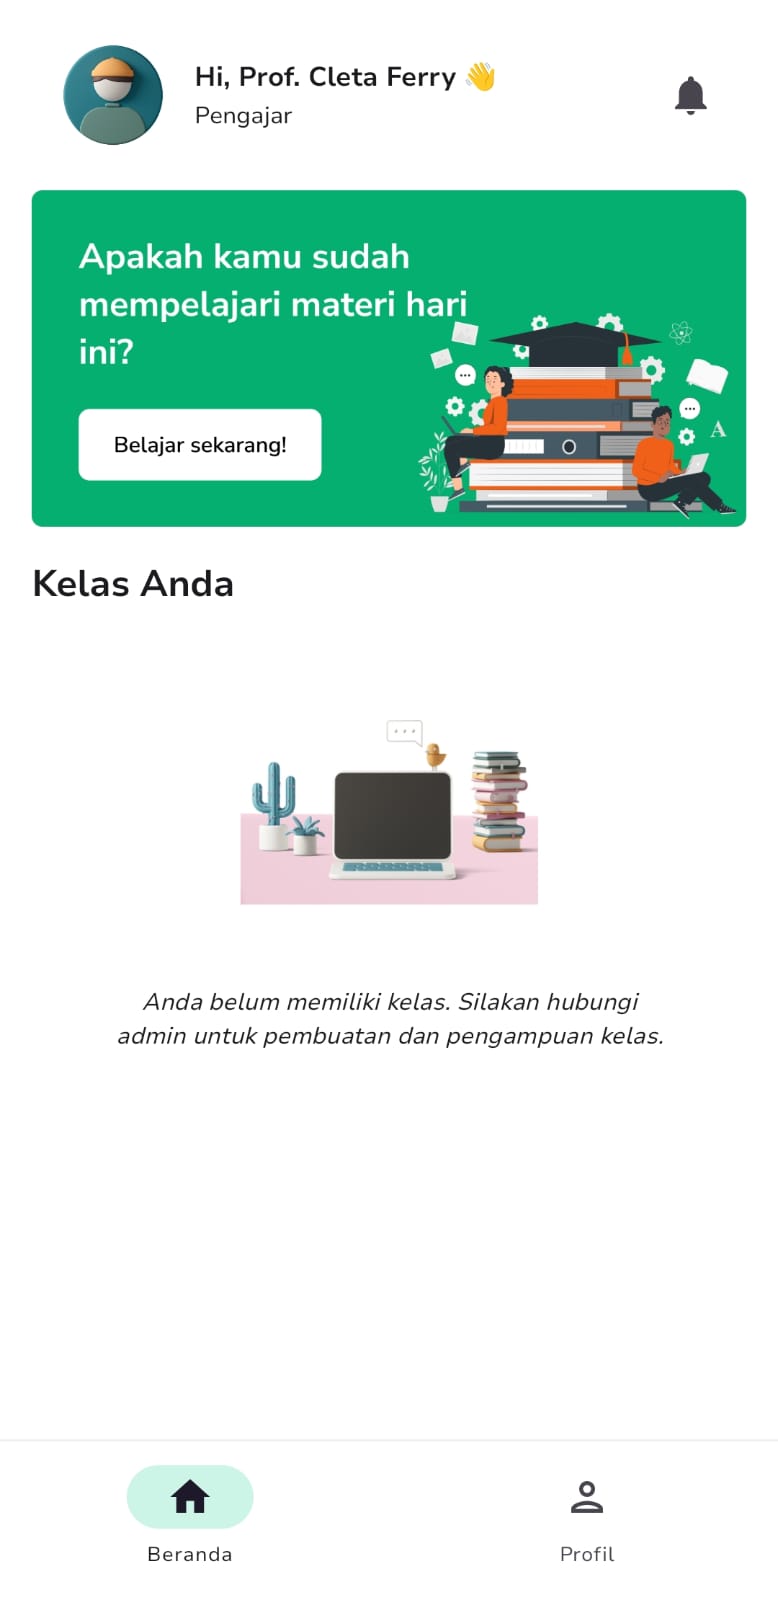 Hi, Prof. Cleta Ferry 👋
Pengajar
Apakah kamu sudah
mempelajari materi hari
ini?
Belajar sekarang!
A
Kelas Anda
Anda belum memiliki kelas. Silakan hubungi
admin untuk pembuatan dan pengampuan kelas.
Beranda
Profil